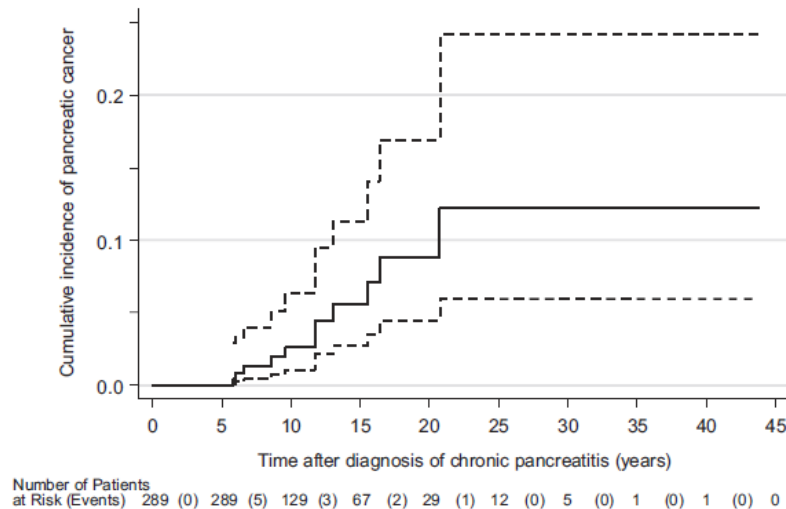 Cumulative incidence of pancreatic cancer
0.2
0.1
0.0
0 5 10 15 20 25 30 35 40 45
Time after diagnosis of chronic pancreatitis (years)
Number of Patients
at Risk (Events) 289 (0) 289 (5) 129 (3) 67 (2) 29 (1) 12 (0) 5 (0) 1 (0) 1 (0) 0